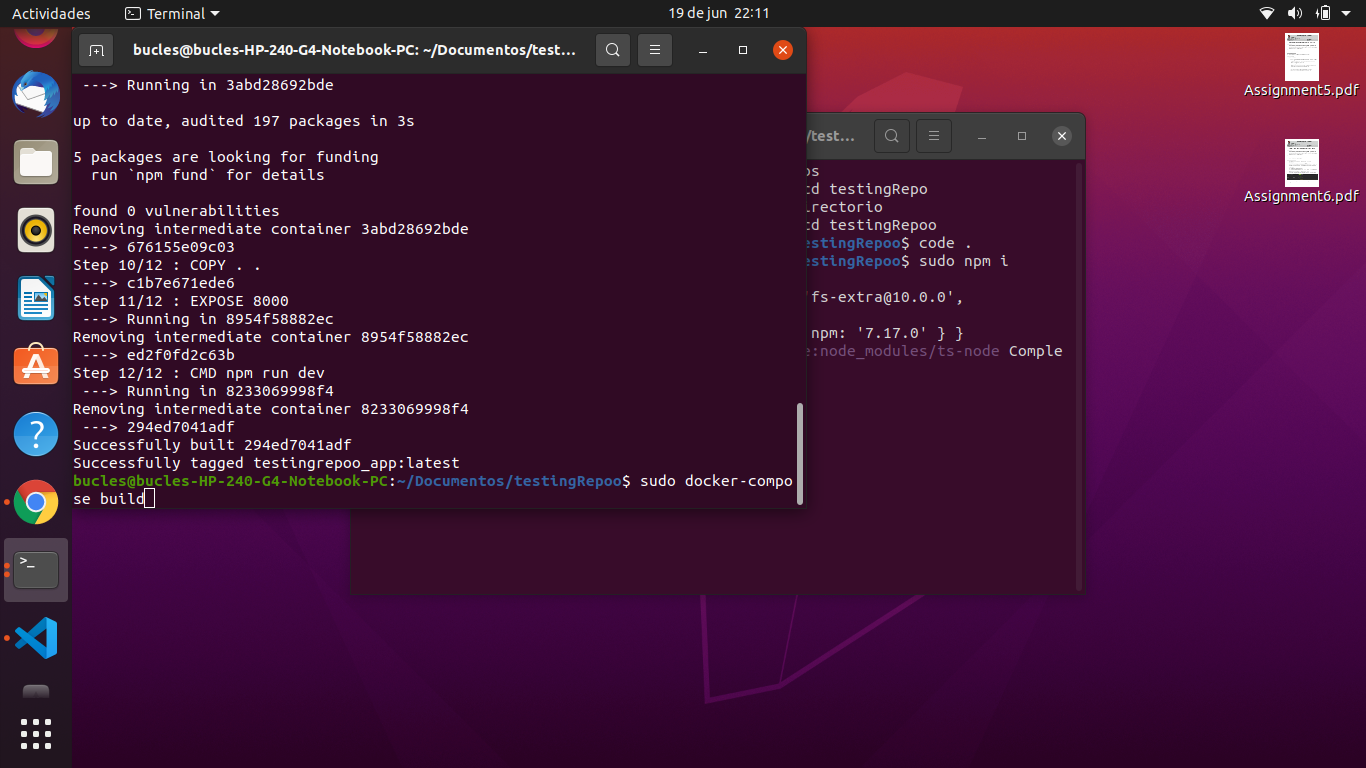 Actividades
Terminal
19 de jun 22:11
bucles@bucles-HP-240-G4-Notebook-PC: ~/Documentos/test...
---> Running in 3abd28692bde
up to date, audited 197 packages in 3s
5 packages are looking for funding
run `npm fund` for details
found 0 vulnerabilities
Removing intermediate container 3abd28692bde
---> 676155e09c03
Step 10/12 : COPY . .
---> c1b7e671ede6
Step 11/12 : EXPOSE 8000
---> Running in 8954f58882ec
Removing intermediate container 8954f58882ec
---> ed2f0fd2c63b
Step 12/12 : CMD npm run dev
---> Running in 8233069998f4
Removing intermediate container 8233069998f4
---> 294ed7041adf
Successfully built 294ed7041adf
Successfully tagged testingrepoo_app:latest
bucles@bucles-HP-240-G4-Notebook-PC:~/Documentos/testingRepoo$ sudo docker-compo
se build
/test...
os
cd testingRepo
irectorio
cd testingRepoo
estingRepoo$ code .
estingRepoo$ sudo npm i
'fs-extra@10.0.0',
npm: '7.17.0' } }
e:node_modules/ts-node Comple
Assignment5.pdf
Assignment6.pdf